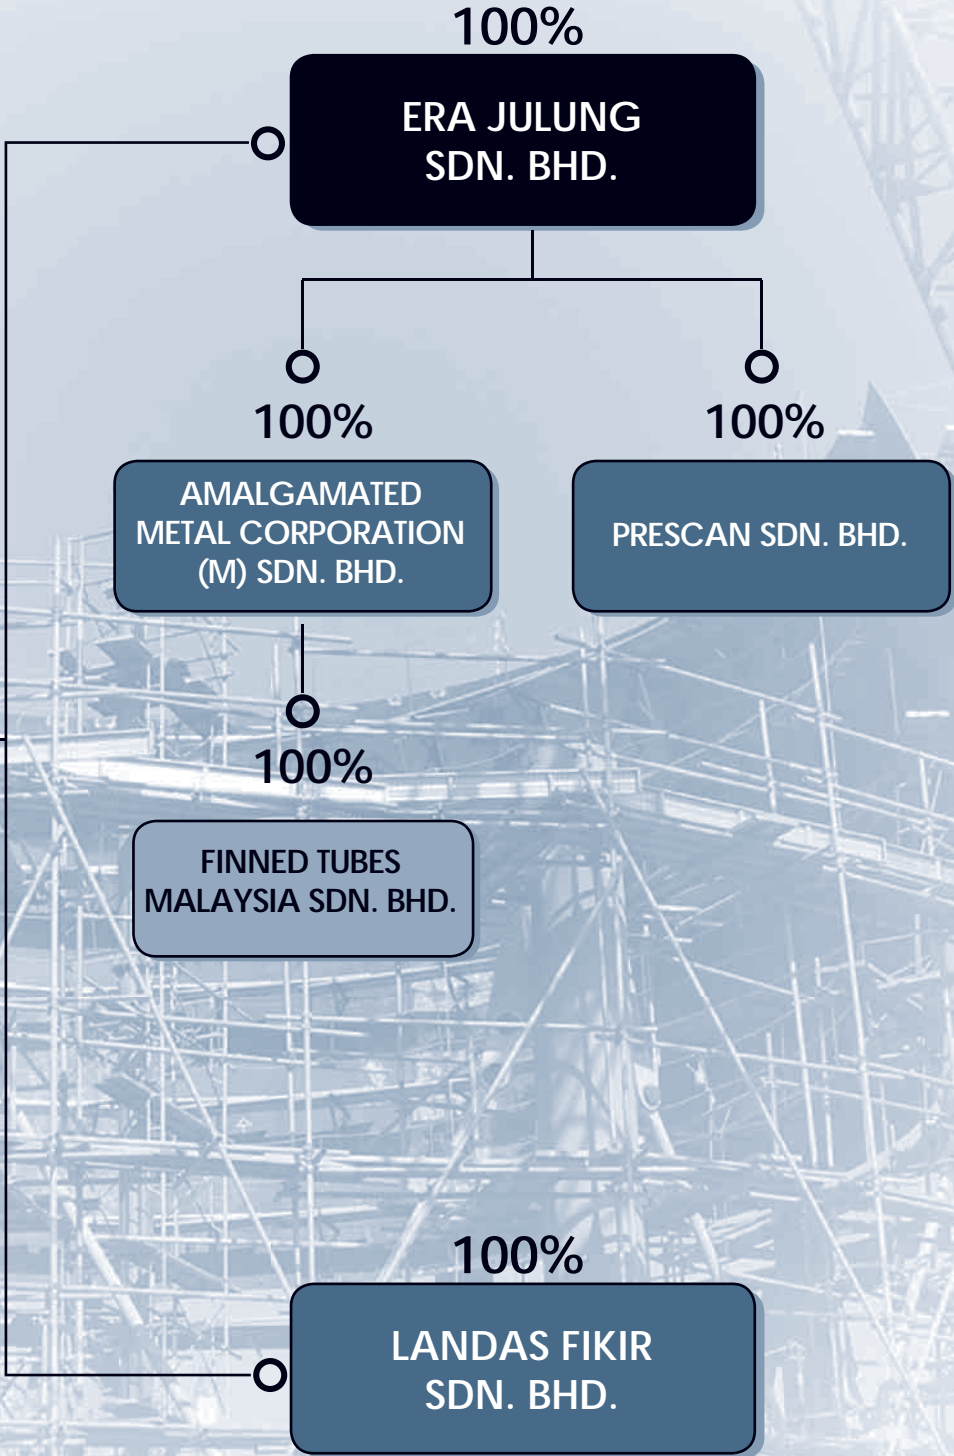 100%
ERA JULUNG
SDN. BHD.
100%
100%
AMALGAMATED
METAL CORPORATION
(M) SDN. BHD.
PRESCAN SDN. BHD.
100%
FINNED TUBES
MALAYSIA SDN. BHD.
100%
LANDAS FIKIR
SDN. BHD.